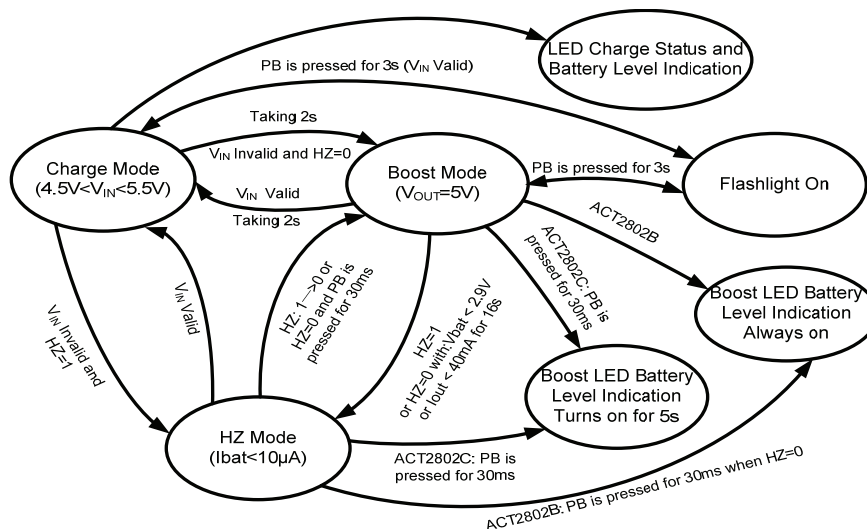 LED Charge Status and
Battery Level Indication
PB is pressed for 3s (VIN Valid)
Taking 2s
VIN Invalid and HZ=0
Charge Mode
(4.5V<VIN<5.5V)
VIN Valid
Taking 2s
Boost Mode
(VOUT=5V)
PB is pressed for 3s
Flashlight On
ACT2802B
ACT2802C: PB is
pressed for 30ms
Boost LED Battery
Level Indication
Always on
VIN Invalid and
HZ=1
VIN Valid
HZ: 1—>0 or
HZ=0 and PB is
pressed for 30ms
HZ=1
or HZ=0 with:Vbat < 2.9V
or Iout < 40mA for 16s
Boost LED Battery
Level Indication
Turns on for 5s
HZ Mode
(Ibat<10µA)
ACT2802C: PB is
pressed for 30ms
ACT2802B: PB is pressed for 30ms when HZ=0